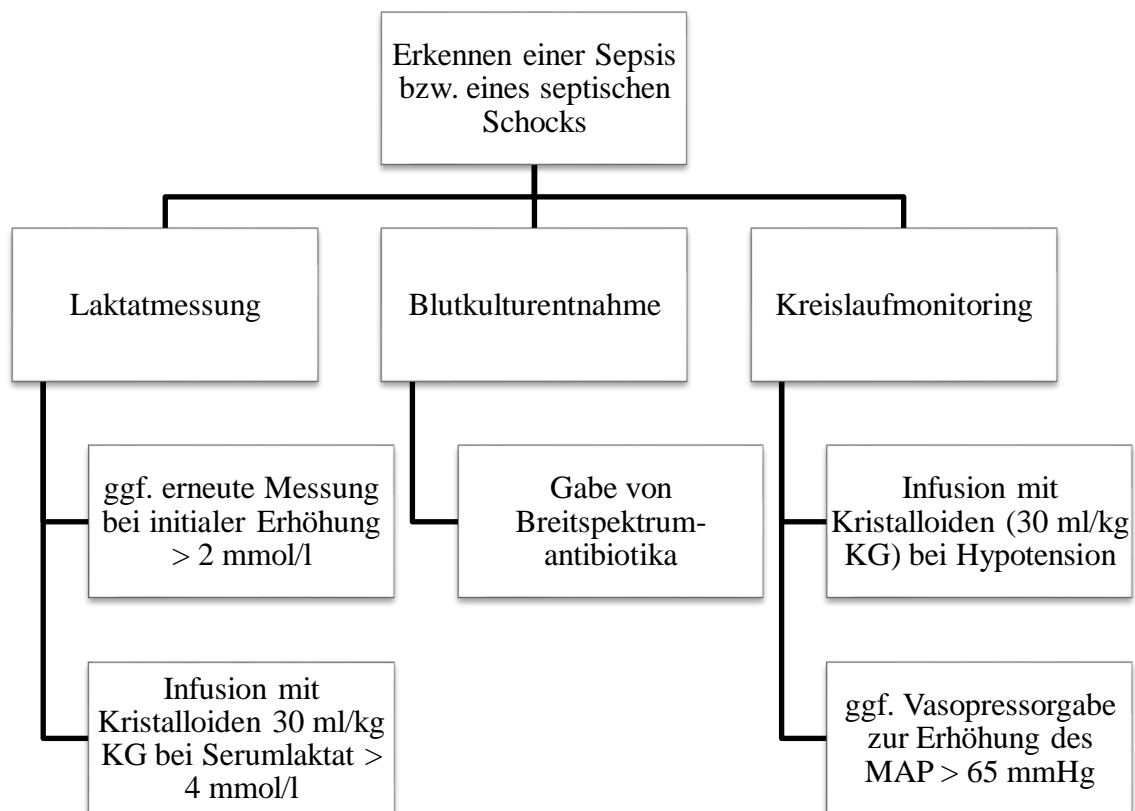 Erkennen einer Sepsis
bzw. eines septischen
Schocks
Laktatmessung
ggf. erneute Messung
bei initialer Erhöhung
> 2 mmol/l
Infusion mit
Kristalloiden 30 ml/kg
KG bei Serumlaktat >
4 mmol/l
Blutkulturentnahme
Gabe von
Breitspektrum-
antibiotika
Kreislaufmonitoring
Infusion mit
Kristalloiden (30 ml/kg
KG) bei Hypotension
ggf. Vasopressorgabe
zur Erhöhung des
MAP > 65 mmHg